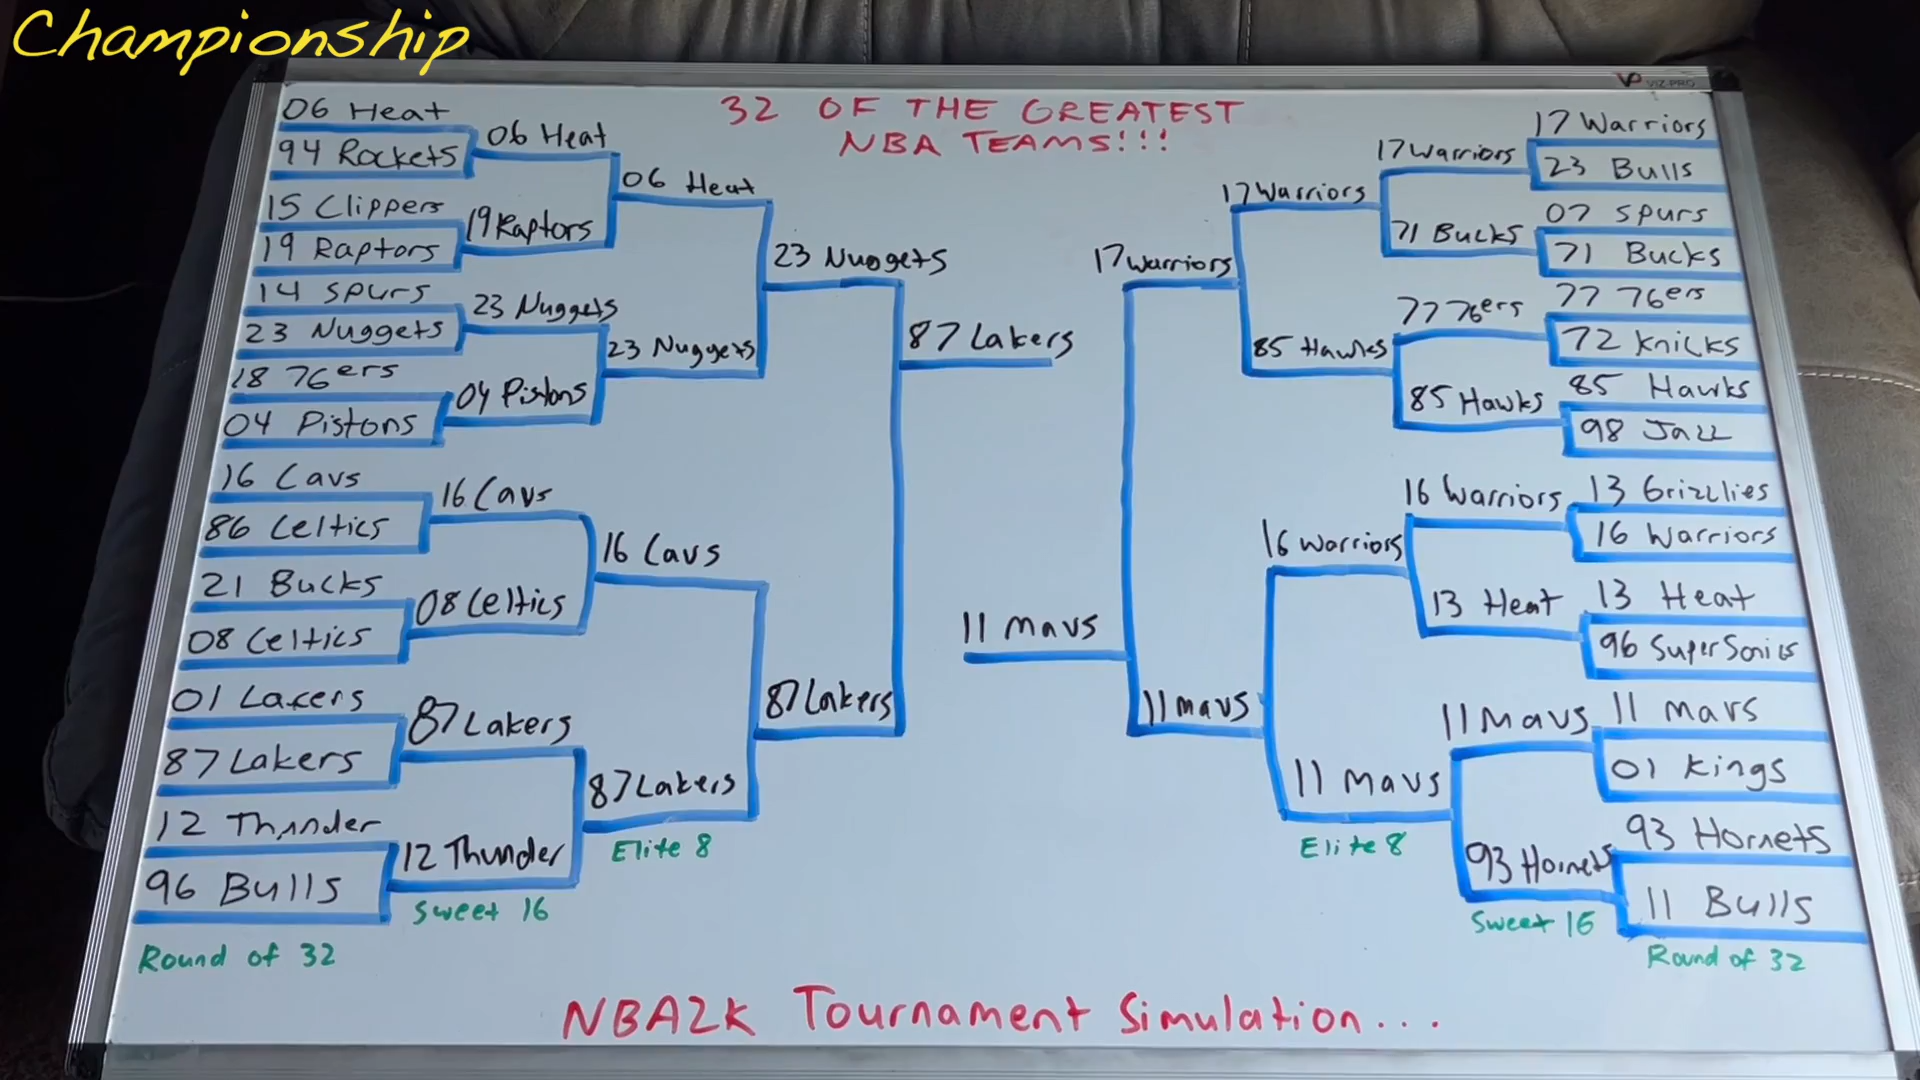 Championship
VIZ-PRO
32 OF THE GREATEST
NBA TEAMS!!!
06 Heat
94 Rockets
15 Clippers
19 Raptors
14 Spurs
23 Nuggets
18 76ers
04 Pistons
16 Cavs
86 Celtics
21 Bucks
08 Celtics
01 Lakers
87 Lakers
12 Thunder
96 Bulls
Round of 32
06 Heat
19 Raptors
23 Nuggets
04 Pistons
16 Cavs
08 Celtics
87 Lakers
12 Thunder
Sweet 16
06 Heat
23 Nuggets
16 Cavs
87 Lakers
Elite 8
23 Nuggets
87 Lakers
87 Lakers
11 Mavs
17 Warriors
11 Mavs
17 Warriors
85 Hawks
16 Warriors
11 Mavs
Elite 8
17 Warriors
71 Bucks
77 76ers
85 Hawks
16 Warriors
13 Heat
11 Mavs
93 Hornets
Sweet 16
17 Warriors
23 Bulls
07 Spurs
71 Bucks
77 76ers
72 Knicks
85 Hawks
98 Jazz
13 Grizzlies
16 Warriors
13 Heat
96 SuperSonics
11 Mavs
01 Kings
93 Hornets
11 Bulls
Round of 32
NBA2K Tournament Simulation...